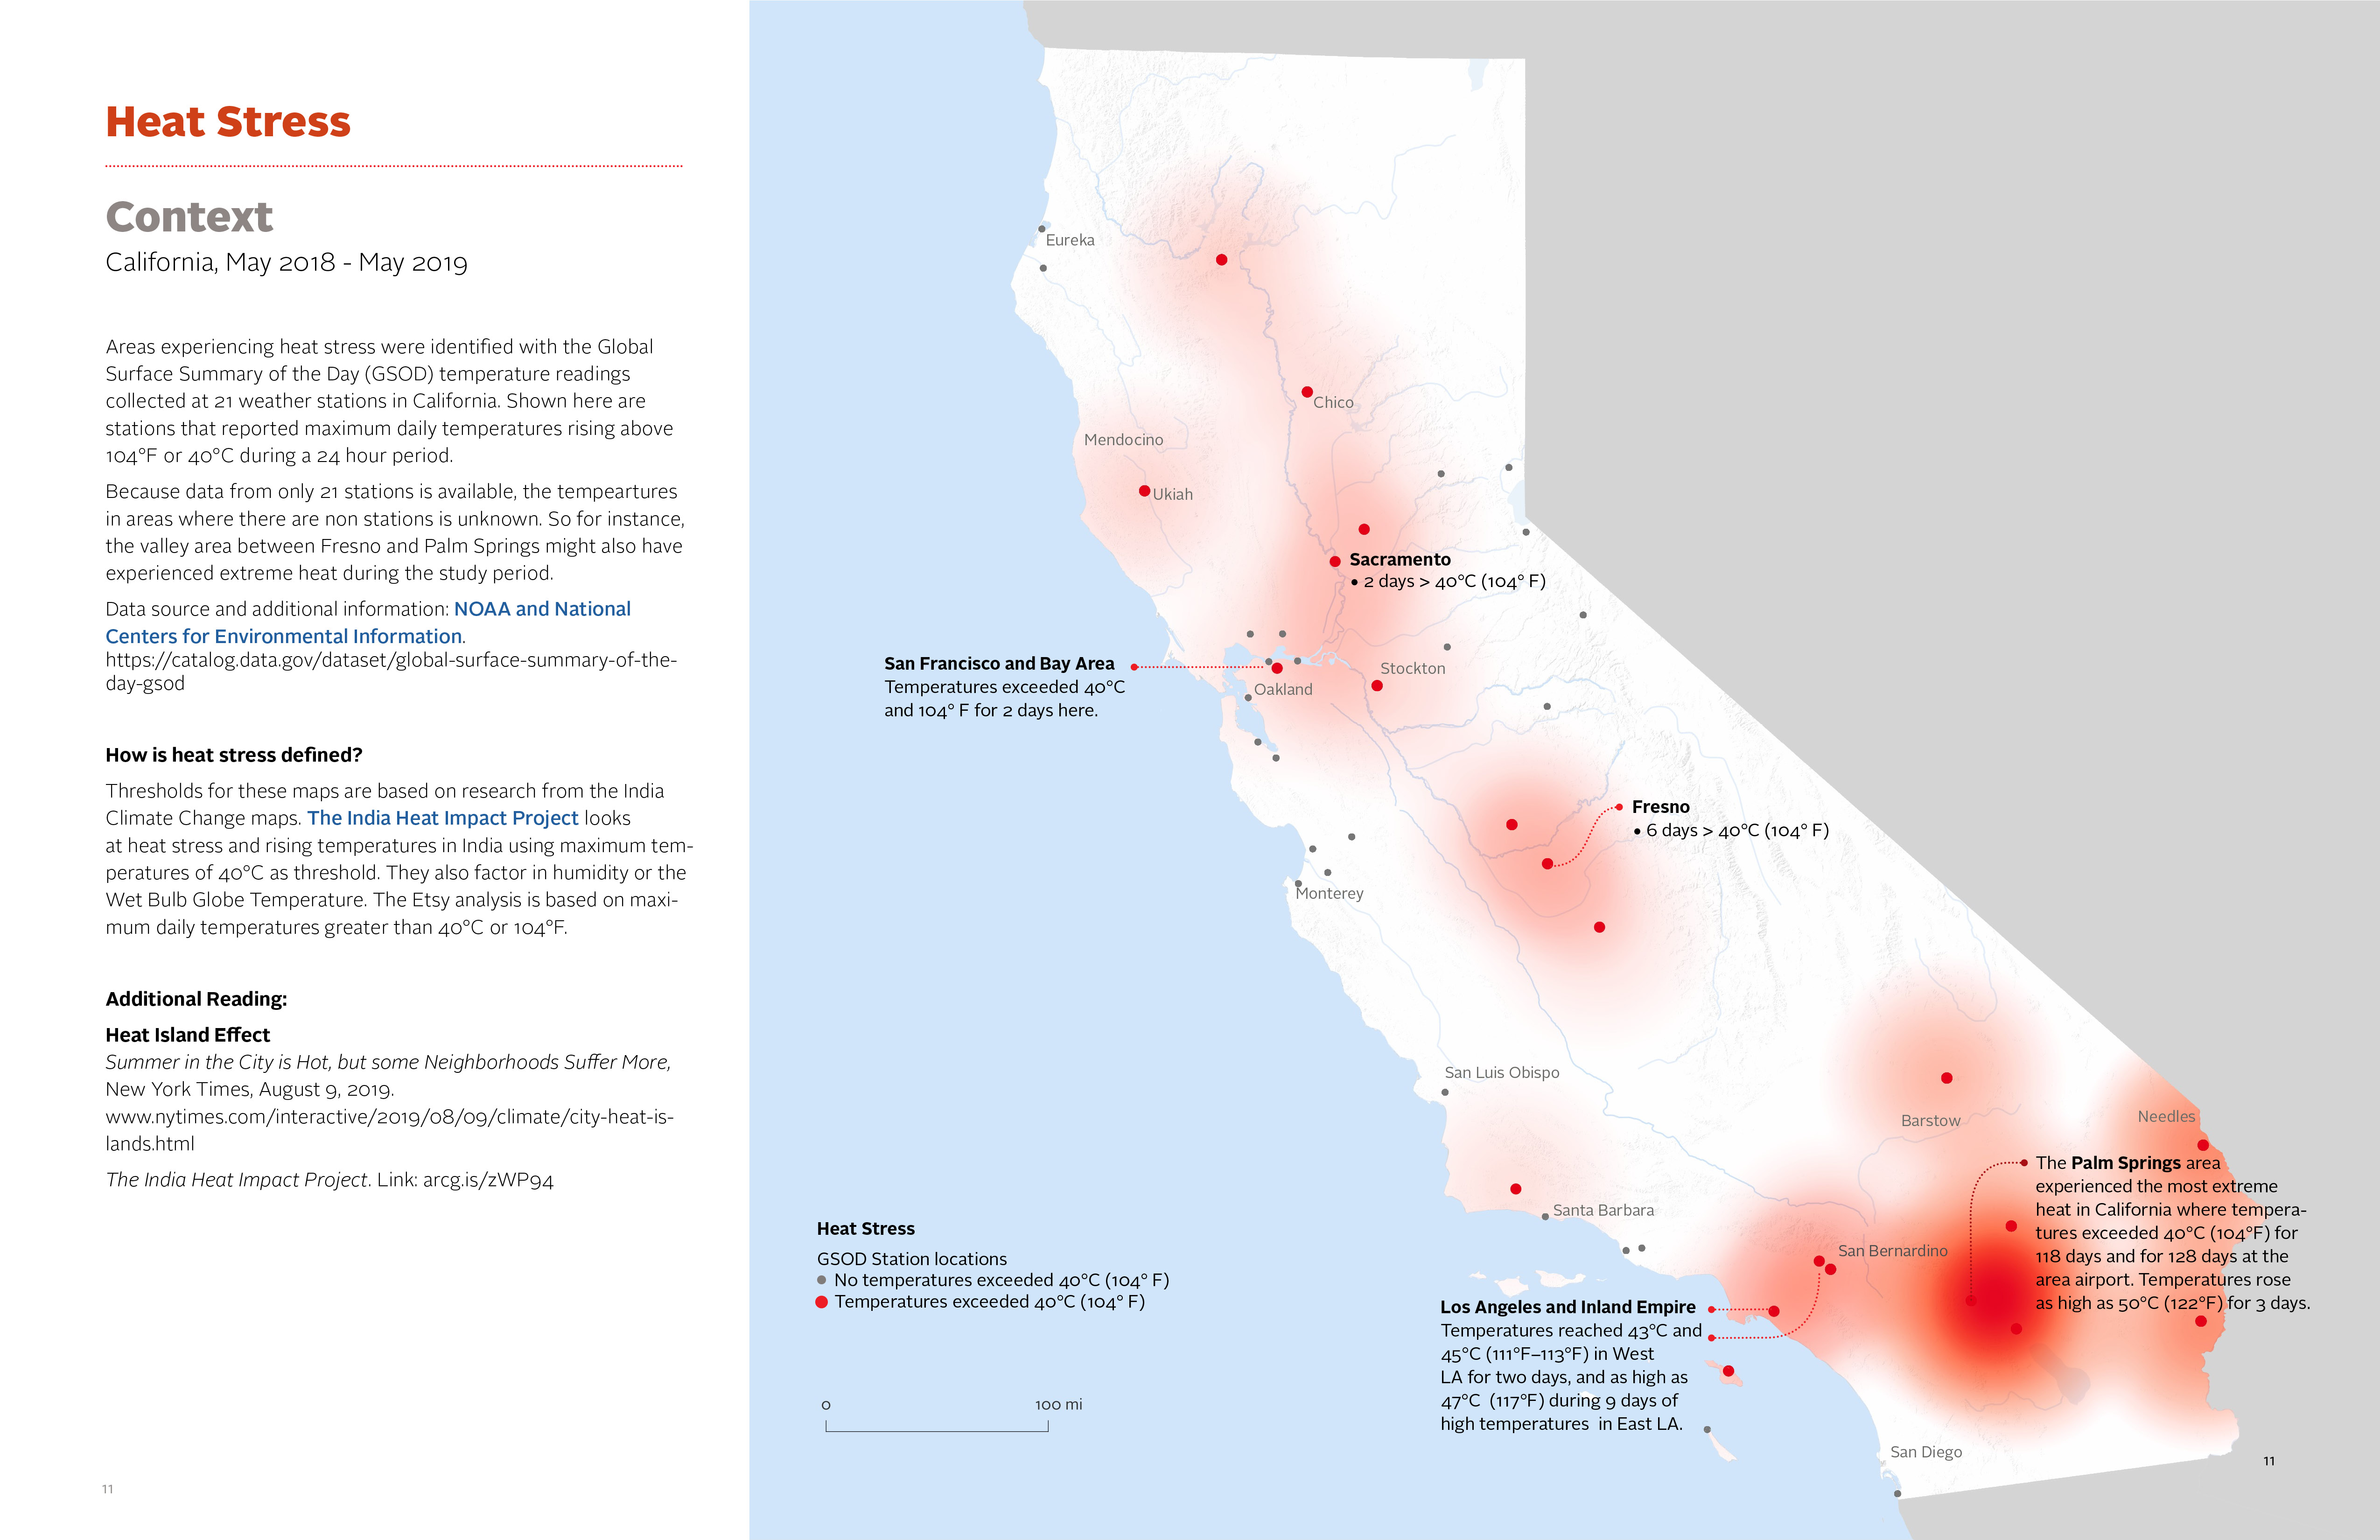 Heat Stress
Context
California, May 2018 - May 2019
Areas experiencing heat stress were identified with the Global
Surface Summary of the Day (GSOD) temperature readings
collected at 21 weather stations in California. Shown here are
stations that reported maximum daily temperatures rising above
104°F or 40°C during a 24 hour period.
Because data from only 21 stations is available, the tempeartures
in areas where there are non stations is unknown. So for instance,
the valley area between Fresno and Palm Springs might also have
experienced extreme heat during the study period.
Data source and additional information: NOAA and National
Centers for Environmental Information.
https://catalog.data.gov/dataset/global-surface-summary-of-the-
day-gsod
How is heat stress defined?
Thresholds for these maps are based on research from the India
Climate Change maps. The India Heat Impact Project looks
at heat stress and rising temperatures in India using maximum tem-
peratures of 40°C as threshold. They also factor in humidity or the
Wet Bulb Globe Temperature. The Etsy analysis is based on maxi-
mum daily temperatures greater than 40°C or 104°F.
Additional Reading:
Heat Island Effect
Summer in the City is Hot, but some Neighborhoods Suffer More,
New York Times, August 9, 2019.
www.nytimes.com/interactive/2019/08/09/climate/city-heat-is-
lands.html
The India Heat Impact Project. Link: arcg.is/zWP94
11
Eureka
Chico
Mendocino
Ukiah
Sacramento
• 2 days > 40°C (104° F)
San Francisco and Bay Area
Temperatures exceeded 40°C
and 104° F for 2 days here.
Stockton
Oakland
Fresno
• 6 days > 40°C (104° F)
Monterey
San Luis Obispo
Barstow
Needles
The Palm Springs area
experienced the most extreme
heat in California where tempera-
tures exceeded 40°C (104°F) for
118 days and for 128 days at the
area airport. Temperatures rose
as high as 50°C (122°F) for 3 days.
Santa Barbara
San Bernardino
Heat Stress
GSOD Station locations
No temperatures exceeded 40°C (104° F)
Temperatures exceeded 40°C (104° F)
Los Angeles and Inland Empire
Temperatures reached 43°C and
45°C (111°F–113°F) in West
LA for two days, and as high as
47°C (117°F) during 9 days of
high temperatures in East LA.
0 100 mi
San Diego
11